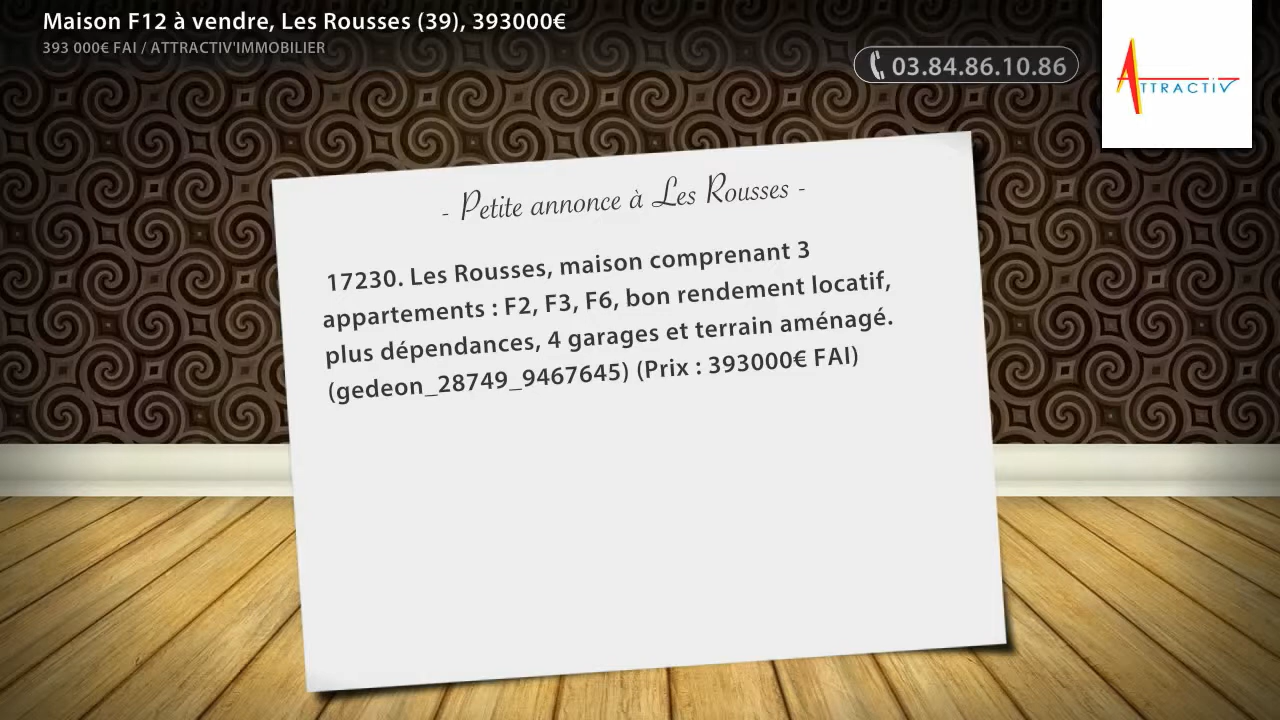 Maison F12 à vendre, Les Rousses (39), 393000€
393 000€ FAI / ATTRACTIV'IMMOBILIER
03.84.86.10.86
ATTRACTIV
- Petite annonce à Les Rousses -
17230. Les Rousses, maison comprenant 3
appartements : F2, F3, F6, bon rendement locatif,
plus dépendances, 4 garages et terrain aménagé.
(gedeon_28749_9467645) (Prix : 393000€ FAI)